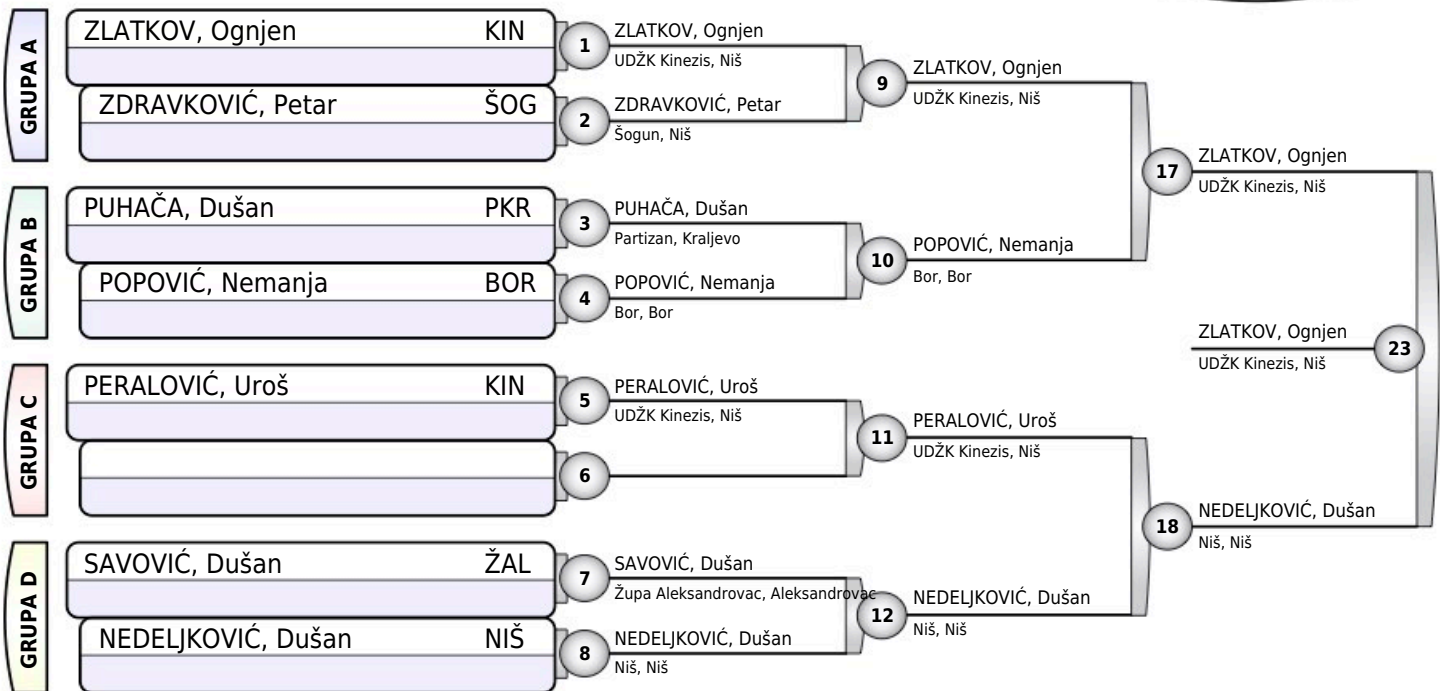 GRUPA A
ZLATKOV, Ognjen KIN
ZDRAVKOVIĆ, Petar ŠOG
1
ZLATKOV, Ognjen
UDŽK Kinezis, Niš
2
ZDRAVKOVIĆ, Petar
Šogun, Niš
9
ZLATKOV, Ognjen
UDŽK Kinezis, Niš
GRUPA B
PUHAČA, Dušan PKR
POPOVIĆ, Nemanja BOR
3
PUHAČA, Dušan
Partizan, Kraljevo
4
POPOVIĆ, Nemanja
Bor, Bor
10
POPOVIĆ, Nemanja
Bor, Bor
17
ZLATKOV, Ognjen
UDŽK Kinezis, Niš
GRUPA C
PERALOVIĆ, Uroš KIN
5
PERALOVIĆ, Uroš
UDŽK Kinezis, Niš
6
11
PERALOVIĆ, Uroš
UDŽK Kinezis, Niš
GRUPA D
SAVOVIĆ, Dušan ŽAL
NEDELJKOVIĆ, Dušan NIŠ
7
SAVOVIĆ, Dušan
Župa Aleksandrovac, Aleksandrovac
8
NEDELJKOVIĆ, Dušan
Niš, Niš
12
NEDELJKOVIĆ, Dušan
Niš, Niš
18
NEDELJKOVIĆ, Dušan
Niš, Niš
ZLATKOV, Ognjen
UDŽK Kinezis, Niš
23